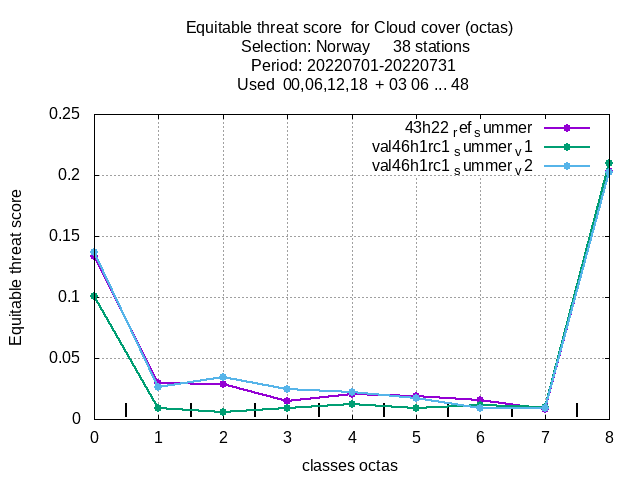 Equitable threat score for Cloud cover (octas)
Selection: Norway 38 stations
Period: 20220701-20220731
Used 00,06,12,18 + 03 06 ... 48
43h22 ref summer
val46h1rc1 summer v1
val46h1rc1 summer v2
Equitable threat score
0.25
0.2
0.15
0.1
0.05
0
0 1 2 3 4 5 6 7 8
classes octas